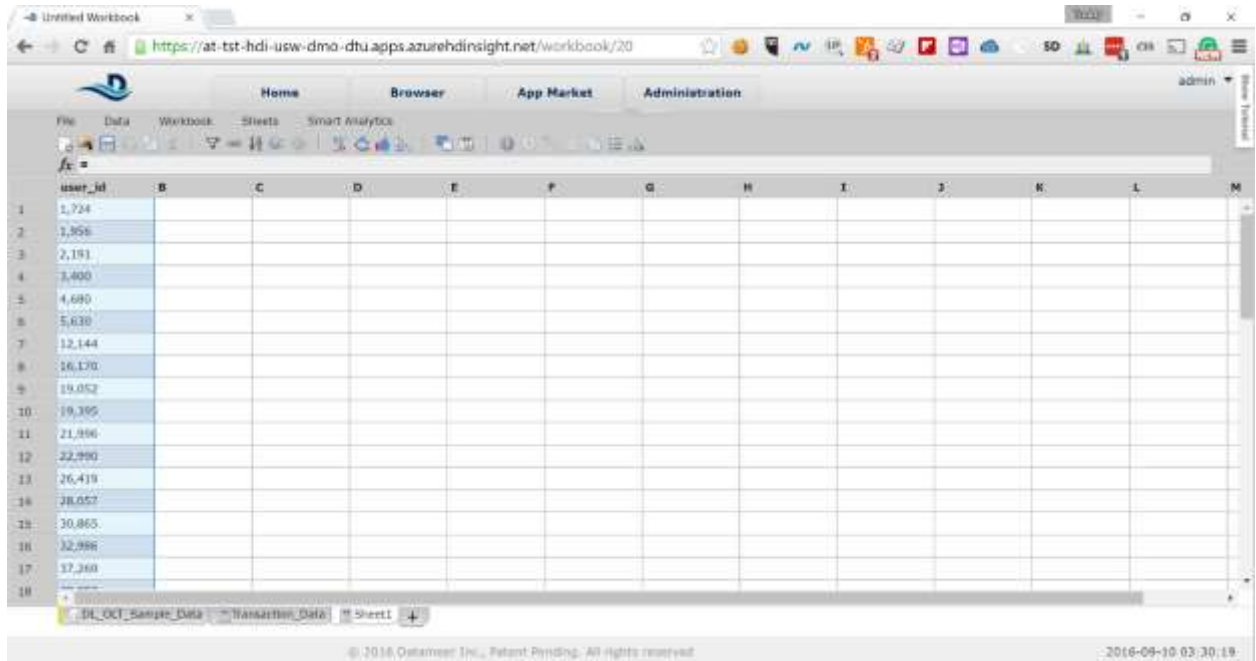 Untitled Workbook
https://at-tst-hdi-usw-dmo-dtu.apps.azurehdinsight.net/workbook/20
SD
Home Browser App Market Administration
admin
File Data Workbook Sheets Smart Analytics
fx =
user_id B C D E F G H I J K L M
1 1,724
2 1,956
3 2,191
4 3,400
5 4,680
6 5,630
7 12,144
8 16,170
9 19,052
10 19,395
11 21,996
12 22,990
13 26,419
14 28,057
15 30,865
16 32,986
17 37,260
18
DL_OCT_Sample_Data Transaction_Data Sheet1 +
© 2016 Datameer Inc., Patent Pending. All rights reserved
2016-09-10 03:30:19